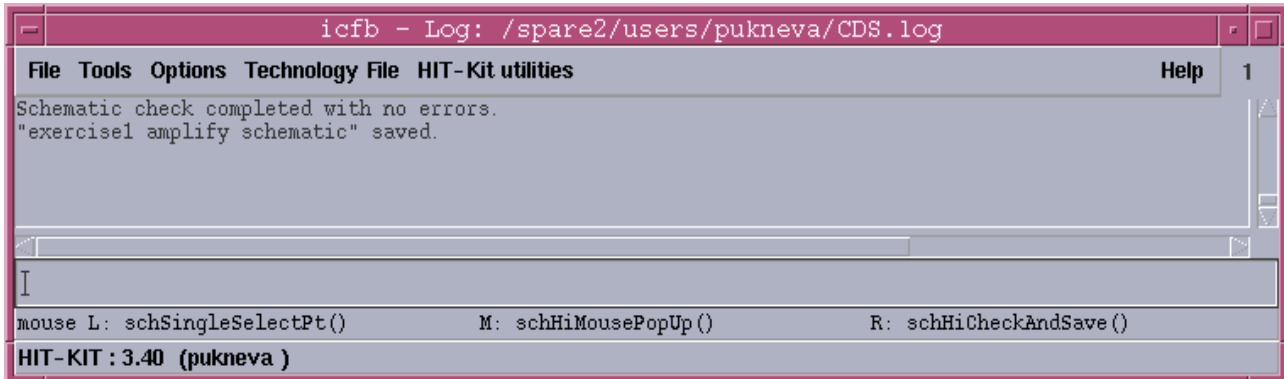 icfb - Log: /spare2/users/pukneva/CDS.log
File Tools Options Technology File HIT-Kit utilities Help 1
Schematic check completed with no errors.
"exercise1 amplify schematic" saved.
mouse L: schSingleSelectPt() M: schHiMousePopUp() R: schHiCheckAndSave()
HIT-KIT : 3.40 (pukneva )